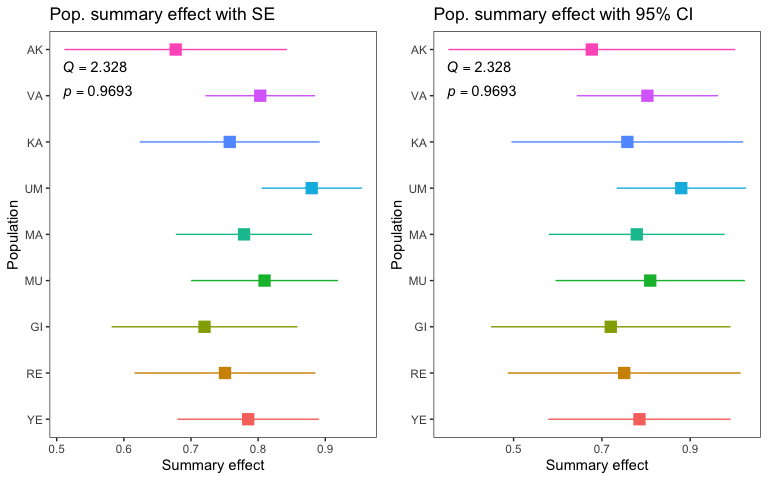 Pop. summary effect with SE
AK
Q = 2.328
p = 0.9693
VA
KA
UM
MA
MU
GI
RE
YE
Population
0.5 0.6 0.7 0.8 0.9
Summary effect
Pop. summary effect with 95% CI
AK
Q = 2.328
p = 0.9693
VA
KA
UM
MA
MU
GI
RE
YE
Population
0.5 0.7 0.9
Summary effect